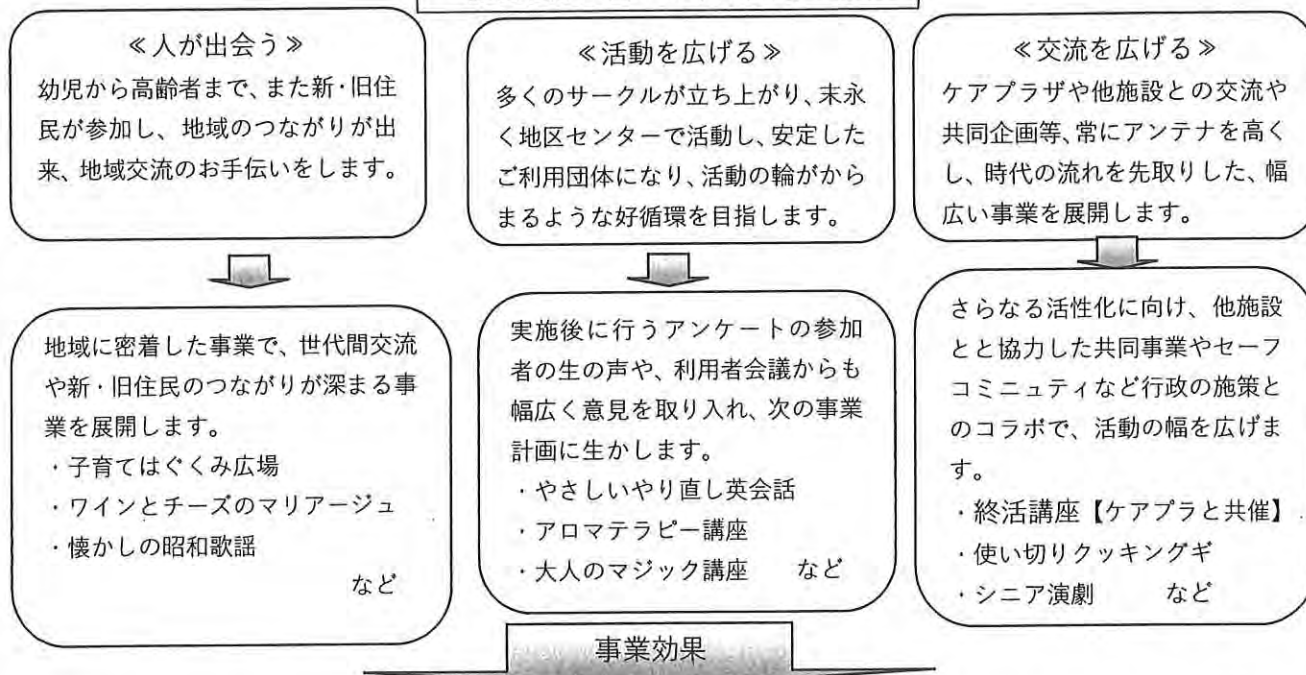 ≪人が出会う≫
幼児から高齢者まで、また新・旧住
民が参加し、地域のつながりが出
来、地域交流のお手伝いをします。
≪活動を広げる≫
多くのサークルが立ち上がり、末永
く地区センターで活動し、安定した
ご利用団体になり、活動の輪がから
まるような好循環を目指します。
≪交流を広げる≫
ケアプラザや他施設との交流や
共同企画等、常にアンテナを高く
し、時代の流れを先取りした、幅
広い事業を展開します。
地域に密着した事業で、世代間交流
や新・旧住民のつながりが深まる事
業を展開します。
・子育てはぐくみ広場
・ワインとチーズのマリアージュ
・懐かしの昭和歌謡
など
実施後に行うアンケートの参加
者の生の声や、利用者会議からも
幅広く意見を取り入れ、次の事業
計画に生かします。
・やさしいやり直し英会話
・アロマテラピー講座
・大人のマジック講座　など
さらなる活性化に向け、他施設
とと協力した共同事業やセーフ
コミニュティなど行政の施策と
のコラボで、活動の幅を広げま
す。
・終活講座【ケアプラと共催】
・使い切りクッキングギ
・シニア演劇　など
事業効果